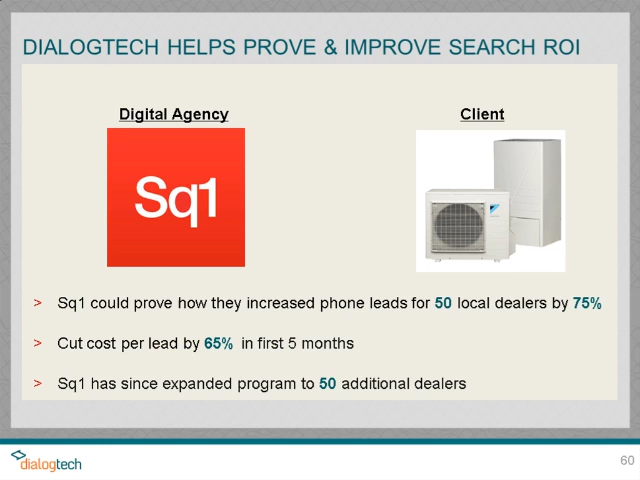 DIALOGTECH HELPS PROVE & IMPROVE SEARCH ROI
Digital Agency
Client
Sq1
> Sq1 could prove how they increased phone leads for 50 local dealers by 75%
> Cut cost per lead by 65% in first 5 months
> Sq1 has since expanded program to 50 additional dealers
dialogtech
60